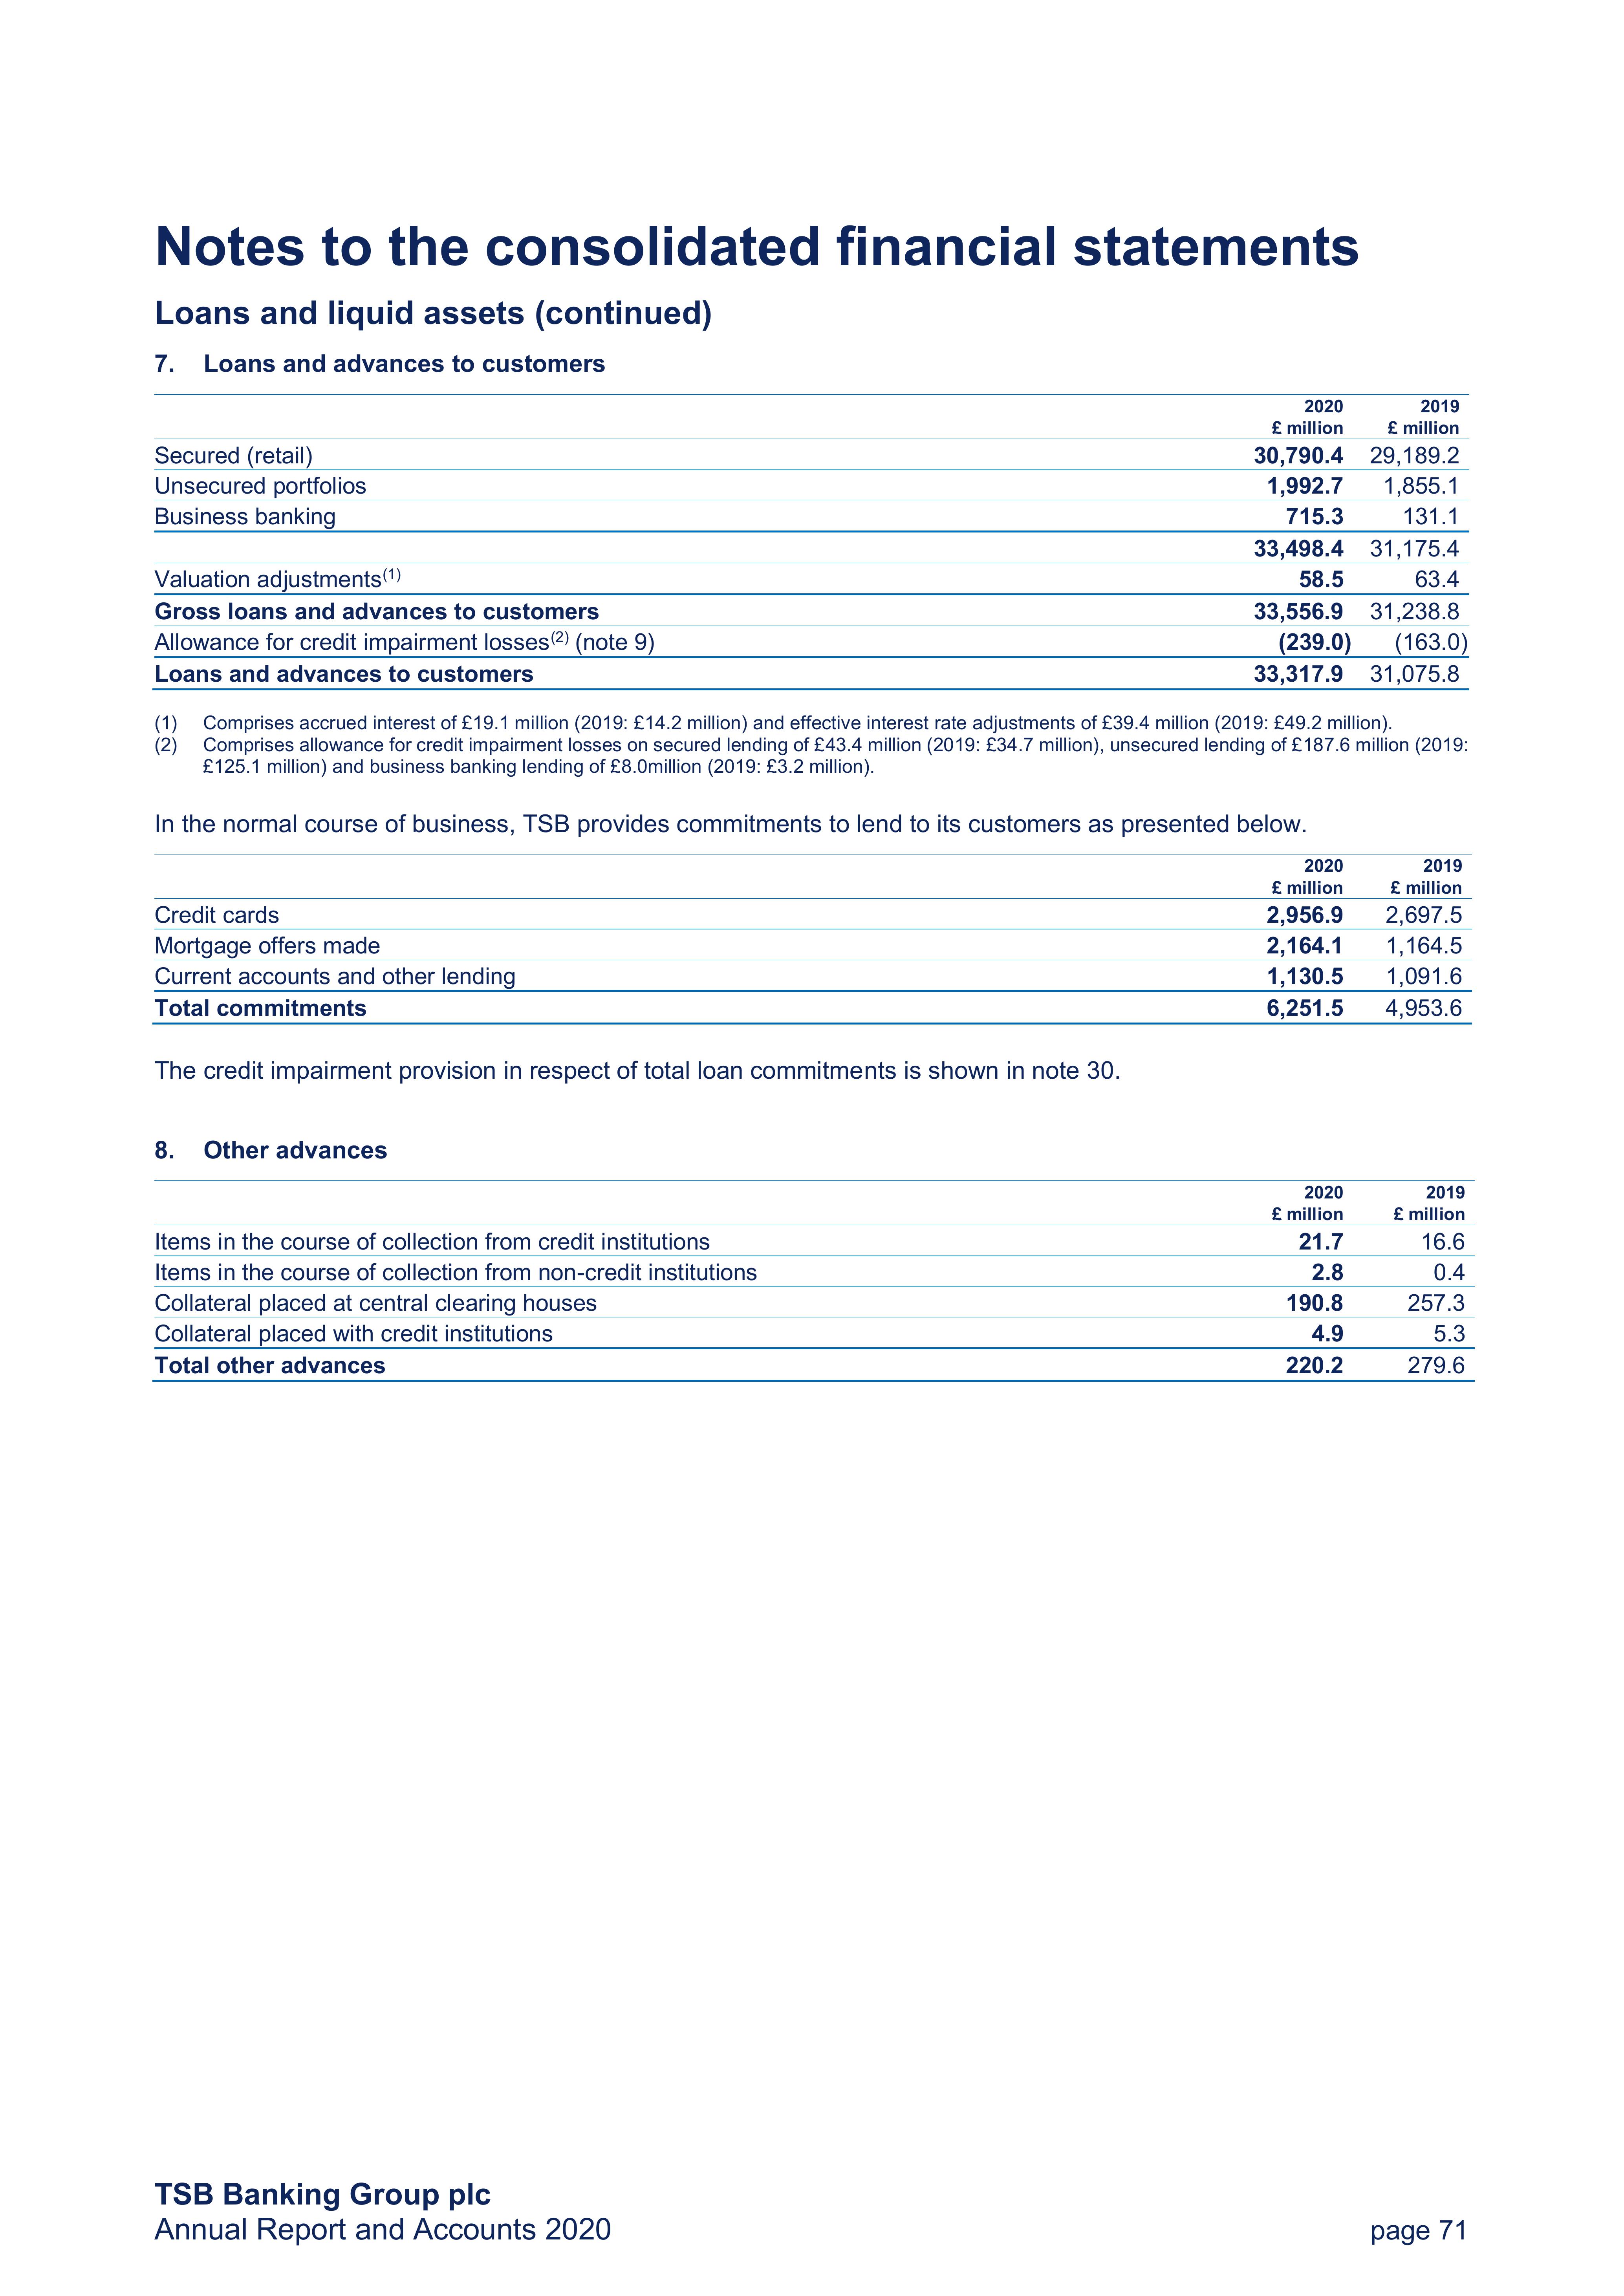 Notes to the consolidated financial statements
Loans and liquid assets (continued)
7. Loans and advances to customers
2020 2019
£ million £ million
Secured (retail) 30,790.4 29,189.2
Unsecured portfolios 1,992.7 1,855.1
Business banking 715.3 131.1
33,498.4 31,175.4
Valuation adjustments(1) 58.5 63.4
Gross loans and advances to customers 33,556.9 31,238.8
Allowance for credit impairment losses(2) (note 9) (239.0) (163.0)
Loans and advances to customers 33,317.9 31,075.8
(1) Comprises accrued interest of £19.1 million (2019: £14.2 million) and effective interest rate adjustments of £39.4 million (2019: £49.2 million).
(2) Comprises allowance for credit impairment losses on secured lending of £43.4 million (2019: £34.7 million), unsecured lending of £187.6 million (2019:
£125.1 million) and business banking lending of £8.0million (2019: £3.2 million).
In the normal course of business, TSB provides commitments to lend to its customers as presented below.
2020 2019
£ million £ million
Credit cards 2,956.9 2,697.5
Mortgage offers made 2,164.1 1,164.5
Current accounts and other lending 1,130.5 1,091.6
Total commitments 6,251.5 4,953.6
The credit impairment provision in respect of total loan commitments is shown in note 30.
8. Other advances
2020 2019
£ million £ million
Items in the course of collection from credit institutions 21.7 16.6
Items in the course of collection from non-credit institutions 2.8 0.4
Collateral placed at central clearing houses 190.8 257.3
Collateral placed with credit institutions 4.9 5.3
Total other advances 220.2 279.6
TSB Banking Group plc
Annual Report and Accounts 2020 page 71